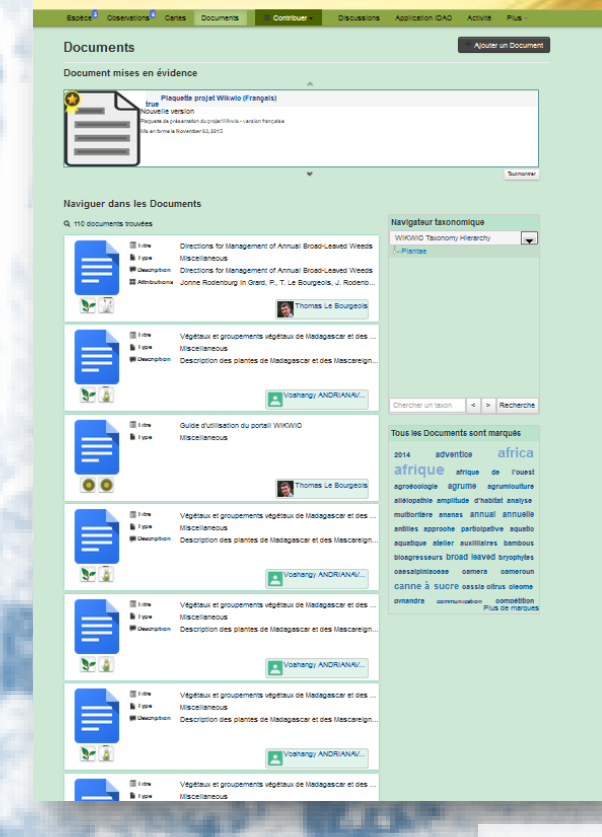 Espèce Observations Cartes Documents Contribuer Discussions Application IDAO Activité Plus
Documents
Ajouter un Document
Document mises en évidence
Plaquette projet Wikwio (Français)
true
Nouvelle version
Plaquette de présentation du projet Wikwio - version française
Mis en forme le November 03, 2015
Naviguer dans les Documents
110 documents trouvées
Titre Directions for Management of Annual Broad-Leaved Weeds
Type Miscellaneous
Description Directions for Management of Annual Broad-Leaved Weeds
Attributions Jonne Rodenburg in Grard, P., T. Le Bourgeois, J. Rodenb...
Thomas Le Bourgeois
Titre Végétaux et groupements végétaux de Madagascar et des ...
Type Miscellaneous
Description Description des plantes de Madagascar et des Mascareign...
Voahangy ANDRIANAV...
Titre Guide d'utilisation du portail WIKWIO
Type Miscellaneous
Thomas Le Bourgeois
Titre Végétaux et groupements végétaux de Madagascar et des ...
Type Miscellaneous
Description Description des plantes de Madagascar et des Mascareign...
Voahangy ANDRIANAV...
Titre Végétaux et groupements végétaux de Madagascar et des ...
Type Miscellaneous
Description Description des plantes de Madagascar et des Mascareign...
Voahangy ANDRIANAV...
Titre Végétaux et groupements végétaux de Madagascar et des ...
Type Miscellaneous
Description Description des plantes de Madagascar et des Mascareign...
Voahangy ANDRIANAV...
Titre Végétaux et groupements végétaux de Madagascar et des ...
Type Miscellaneous
Navigateur taxonomique
WIKWIO Taxonomy Hierarchy
Plantae
Chercher un taxon < > Recherche
Tous les Documents sont marqués
2014 adventice africa
afrique afrique de l'ouest
agroécologie agrume agrumiculture
allélopathie amplitude d'habitat analyse
multicritère ananas annual annuelle
antilles approche participative aquatic
aquatique atelier auxiliaires bambous
bioagresseurs broad leaved bryophytes
caesalpiniaceae camera cameroun
canne à sucre cassia citrus cleome
cynandra communication compétition
Plus de marques